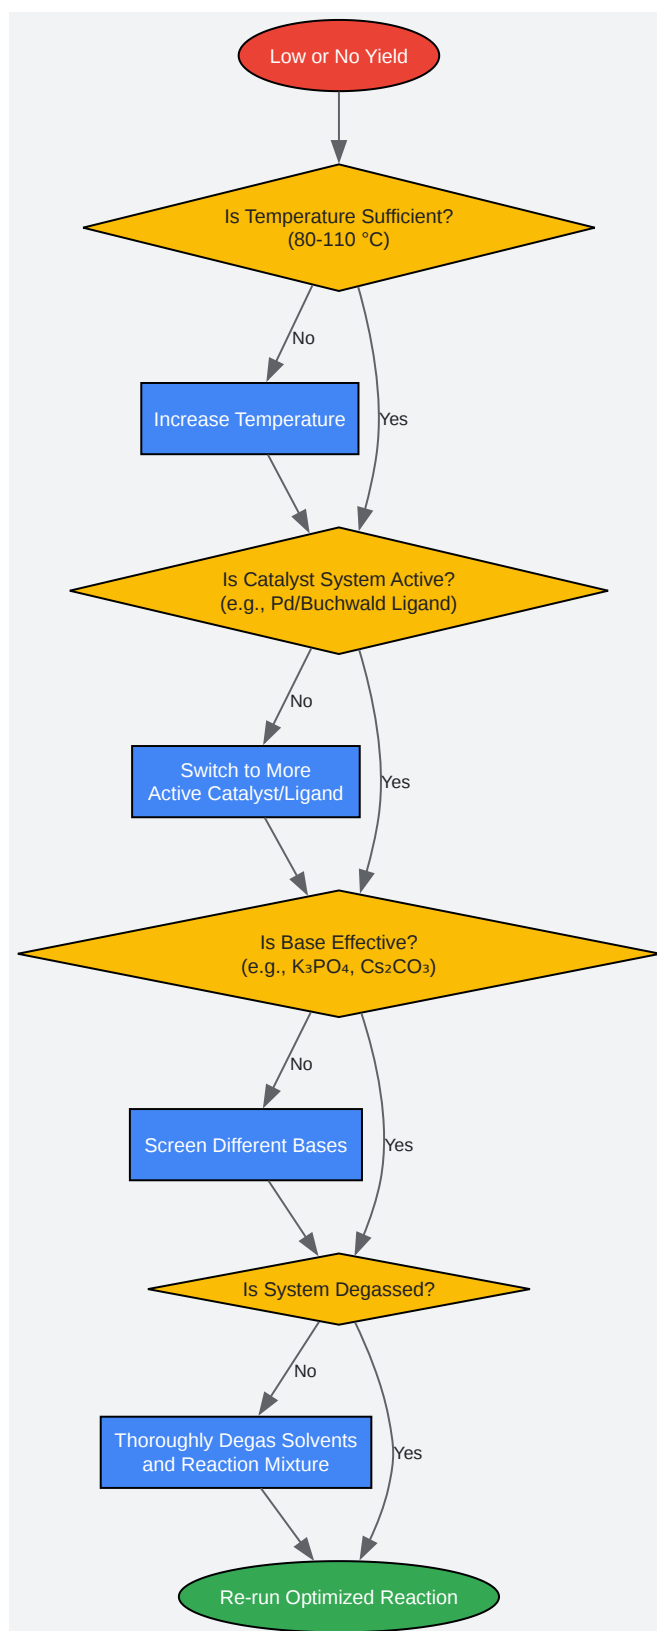 Low or No Yield
Is Temperature Sufficient?
(80-110 °C)
No
Increase Temperature
Yes
Is Catalyst System Active?
(e.g., Pd/Buchwald Ligand)
No
Switch to More
Active Catalyst/Ligand
Yes
Is Base Effective?
(e.g., K₃PO₄, Cs₂CO₃)
No
Screen Different Bases
Yes
Is System Degassed?
No
Thoroughly Degas Solvents
and Reaction Mixture
Yes
Re-run Optimized Reaction